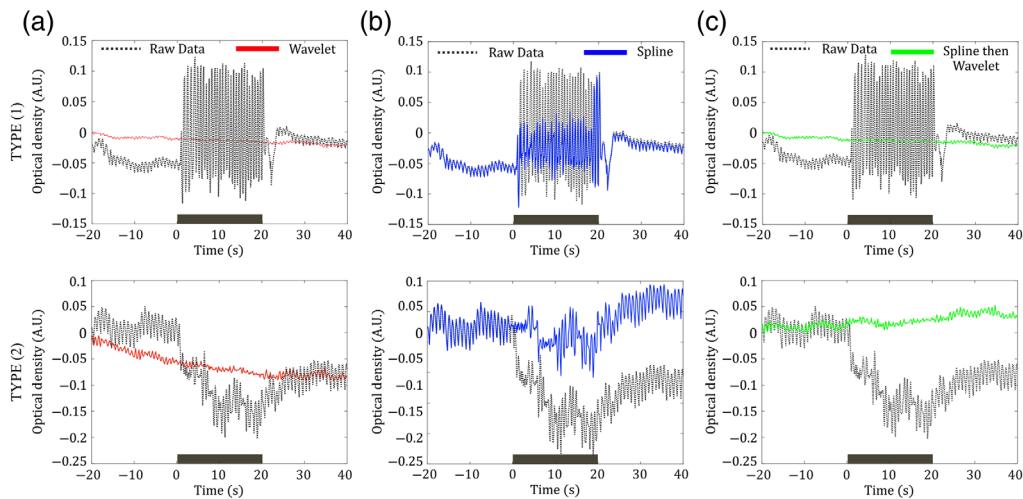 (a)
(b)
(c)
TYPE (1)
Optical density (A.U.)
0.15
0.1
0.05
0
−0.05
−0.1
−0.15
Raw Data
Wavelet
−20 −10 0 10 20 30 40
Time (s)
Optical density (A.U.)
0.15
0.1
0.05
0
−0.05
−0.1
−0.15
Raw Data
Spline
−20 −10 0 10 20 30 40
Time (s)
Optical density (A.U.)
0.15
0.1
0.05
0
−0.05
−0.1
−0.15
Raw Data
Spline then
Wavelet
−20 −10 0 10 20 30 40
Time (s)
TYPE (2)
Optical density (A.U.)
0.1
0.05
0
−0.05
−0.1
−0.15
−0.2
−0.25
−20 −10 0 10 20 30 40
Time (s)
Optical density (A.U.)
0.1
0.05
0
−0.05
−0.1
−0.15
−0.2
−0.25
−20 −10 0 10 20 30 40
Time (s)
Optical density (A.U.)
0.1
0.05
0
−0.05
−0.1
−0.15
−0.2
−0.25
−20 −10 0 10 20 30 40
Time (s)